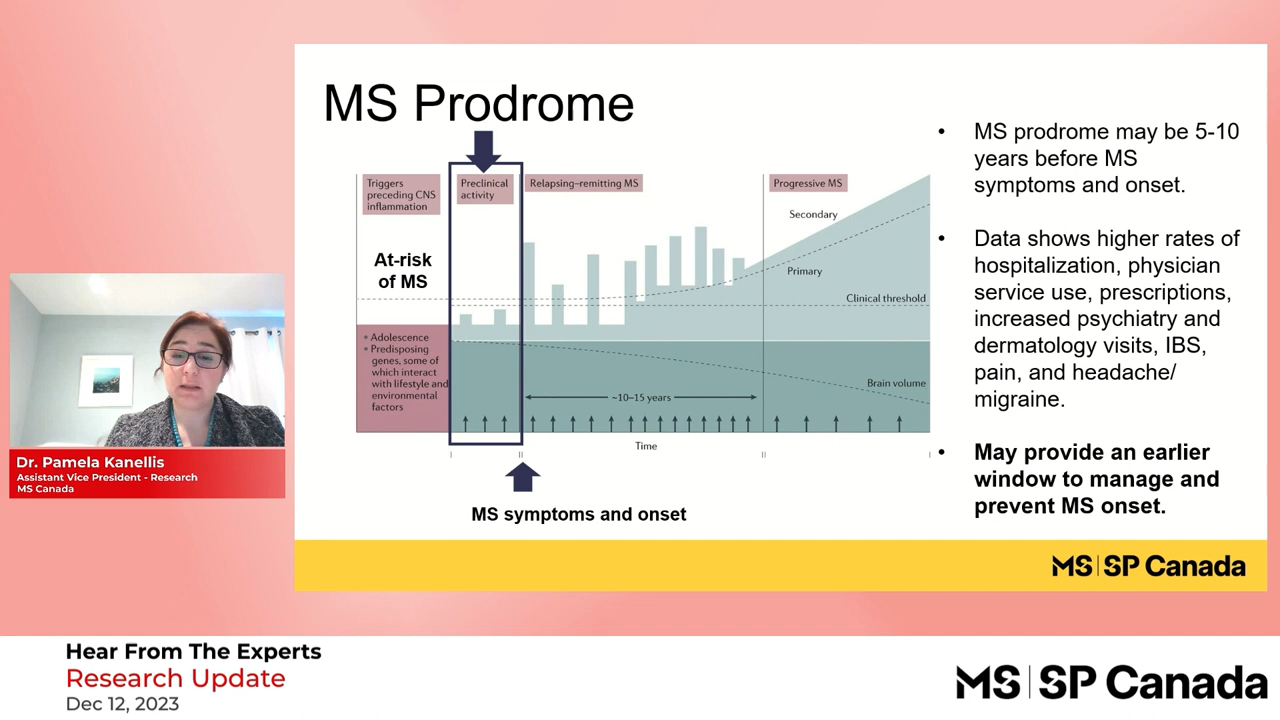 MS Prodrome
Triggers
preceding CNS
inflammation
Preclinical
activity
Relapsing–remitting MS
Progressive MS
Secondary
At-risk
of MS
Primary
Clinical threshold
• Adolescence
• Predisposing
genes, some of
which interact
with lifestyle and
environmental
factors
Brain volume
~10–15 years
Time
MS symptoms and onset
• MS prodrome may be 5-10
years before MS
symptoms and onset.
• Data shows higher rates of
hospitalization, physician
service use, prescriptions,
increased psychiatry and
dermatology visits, IBS,
pain, and headache/
migraine.
• May provide an earlier
window to manage and
prevent MS onset.
MS | SP Canada
Dr. Pamela Kanellis
Assistant Vice President - Research
MS Canada
Hear From The Experts
Research Update
Dec 12, 2023
MS | SP Canada